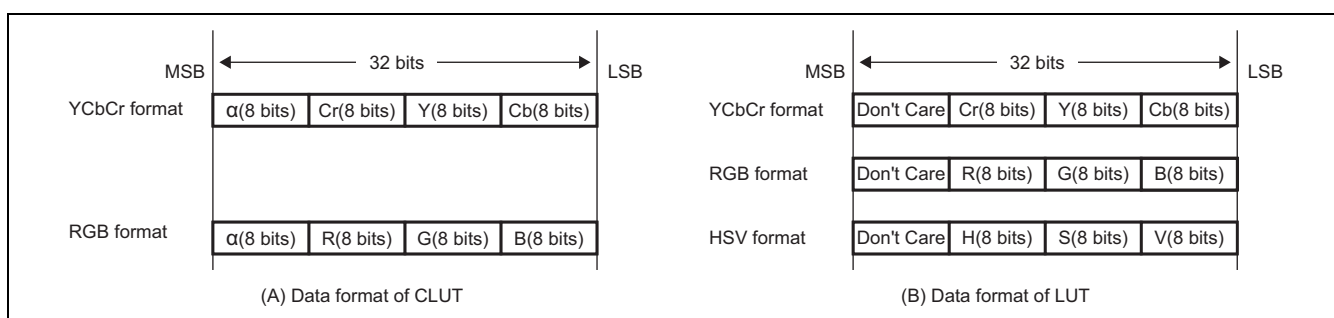 32 bits
MSB LSB
YCbCr format α(8 bits) Cr(8 bits) Y(8 bits) Cb(8 bits)
RGB format α(8 bits) R(8 bits) G(8 bits) B(8 bits)
(A) Data format of CLUT
32 bits
MSB LSB
YCbCr format Don't Care Cr(8 bits) Y(8 bits) Cb(8 bits)
RGB format Don't Care R(8 bits) G(8 bits) B(8 bits)
HSV format Don't Care H(8 bits) S(8 bits) V(8 bits)
(B) Data format of LUT